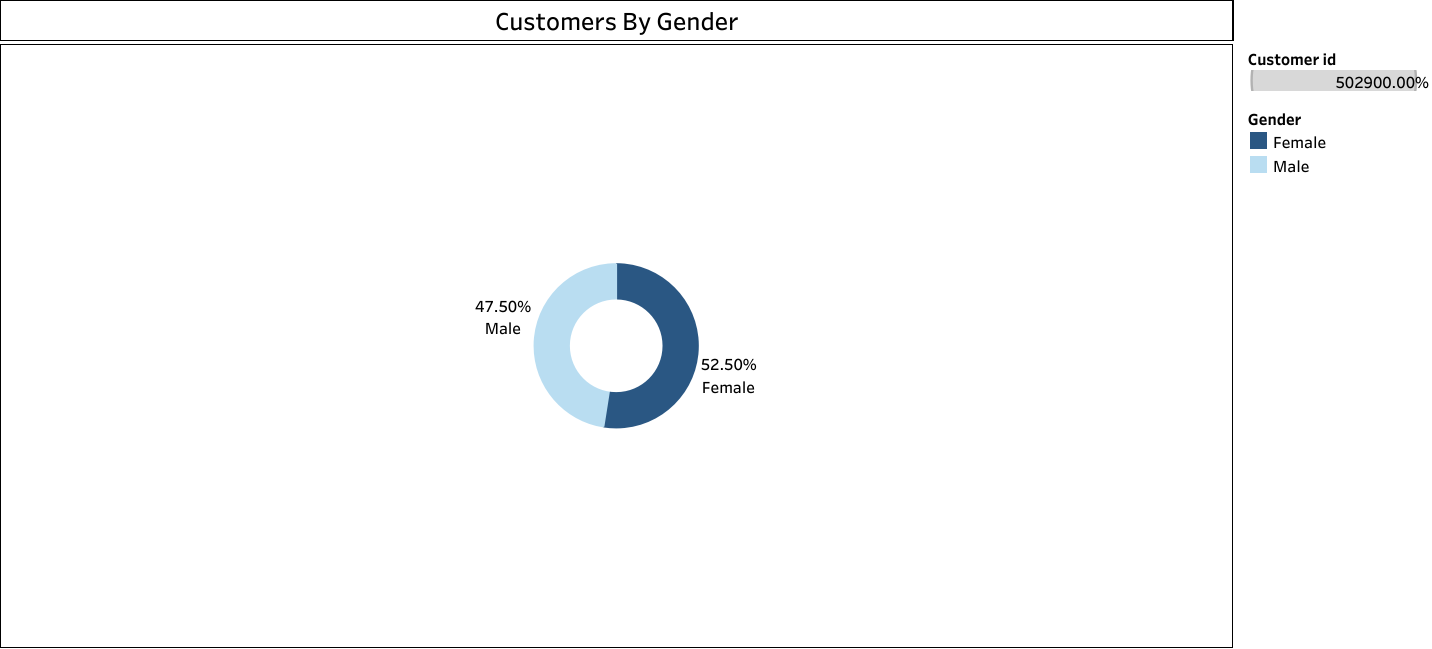 Customers By Gender
Customer id
502900.00%
Gender
Female
Male
47.50%
Male
52.50%
Female